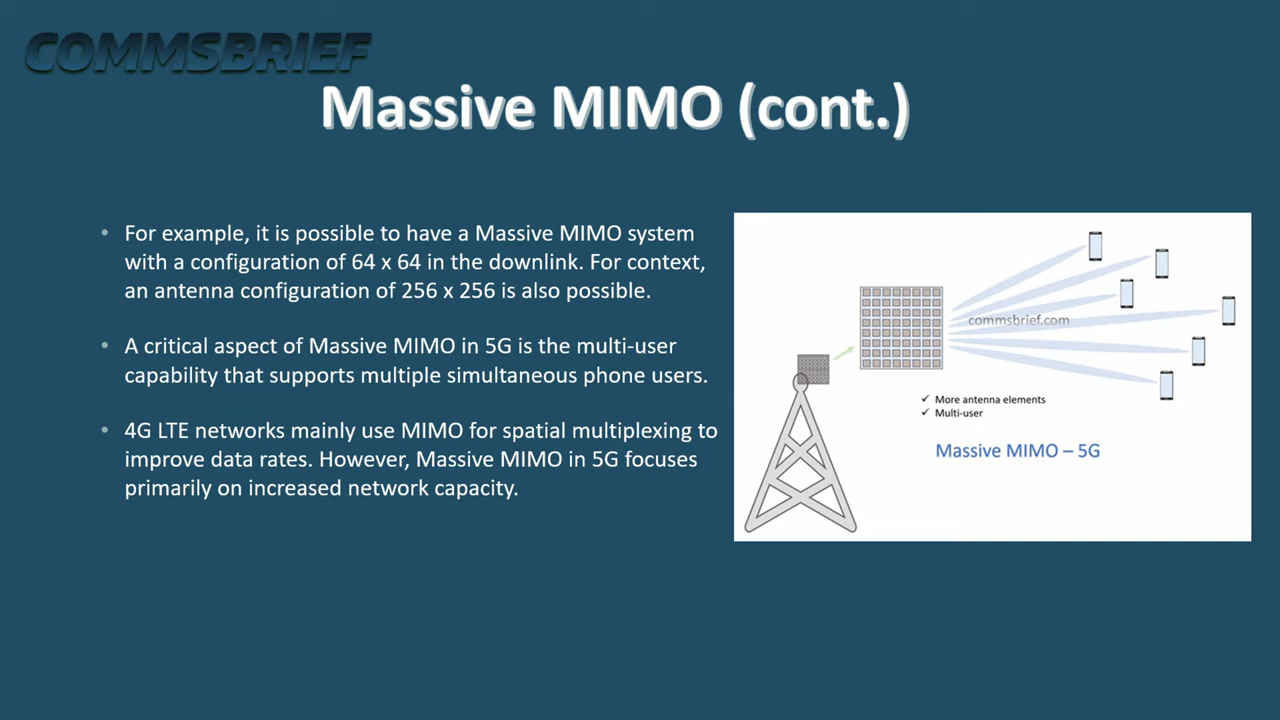 COMMSBRIEF
Massive MIMO (cont.)
• For example, it is possible to have a Massive MIMO system
with a configuration of 64 x 64 in the downlink. For context,
an antenna configuration of 256 x 256 is also possible.
• A critical aspect of Massive MIMO in 5G is the multi-user
capability that supports multiple simultaneous phone users.
• 4G LTE networks mainly use MIMO for spatial multiplexing to
improve data rates. However, Massive MIMO in 5G focuses
primarily on increased network capacity.
commsbrief.com
✓ More antenna elements
✓ Multi-user
Massive MIMO – 5G